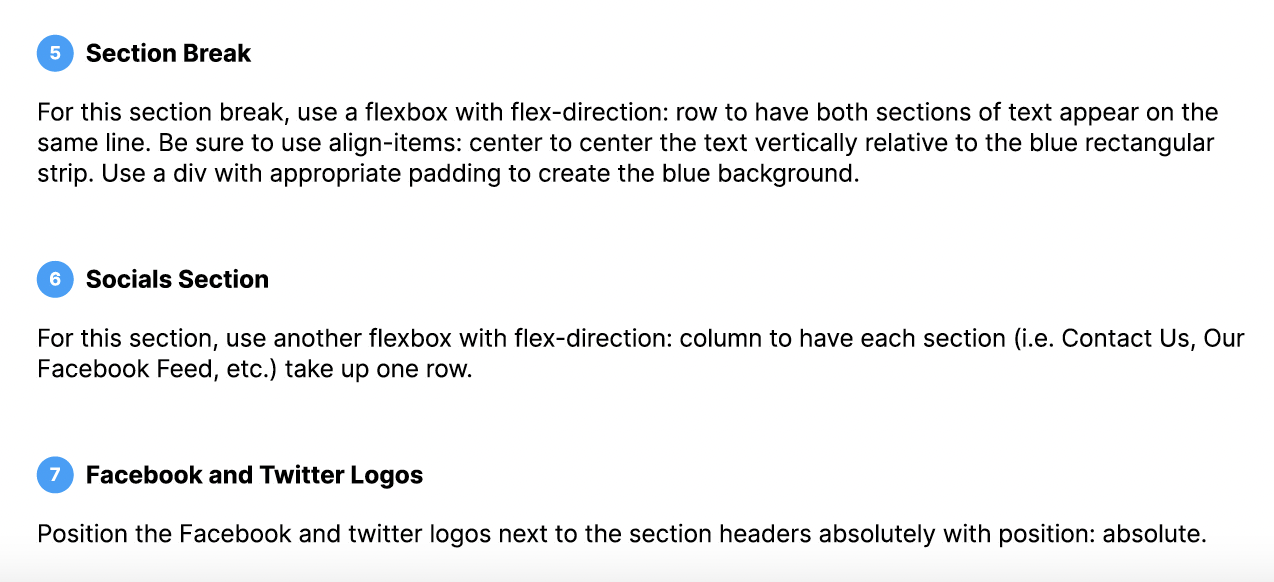 5 Section Break
For this section break, use a flexbox with flex-direction: row to have both sections of text appear on the
same line. Be sure to use align-items: center to center the text vertically relative to the blue rectangular
strip. Use a div with appropriate padding to create the blue background.
6 Socials Section
For this section, use another flexbox with flex-direction: column to have each section (i.e. Contact Us, Our
Facebook Feed, etc.) take up one row.
7 Facebook and Twitter Logos
Position the Facebook and twitter logos next to the section headers absolutely with position: absolute.